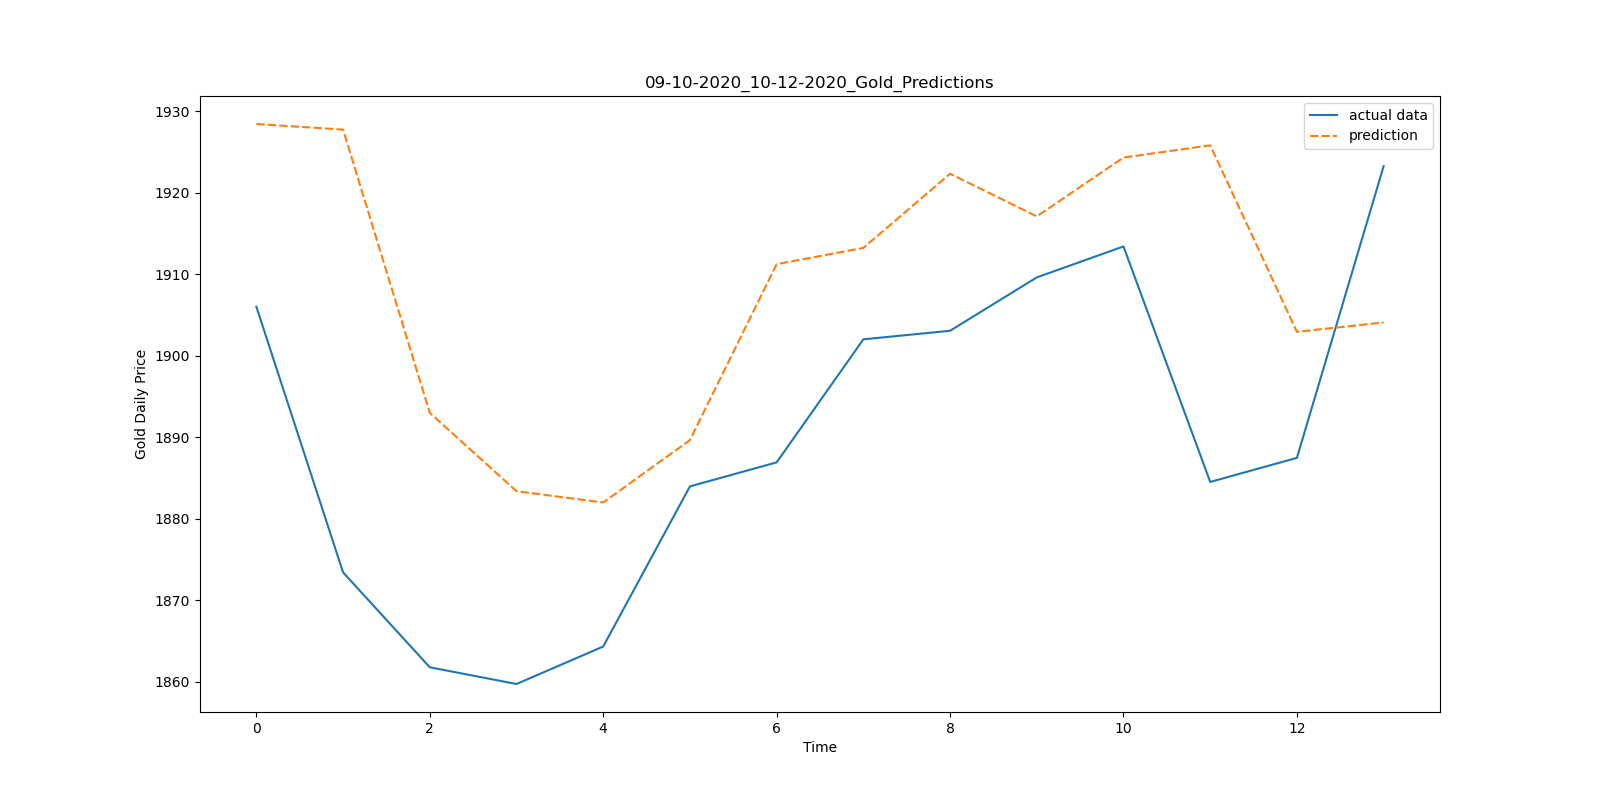 09-10-2020_10-12-2020_Gold_Predictions
actual data
prediction
1930
1920
1910
1900
1890
1880
1870
1860
Gold Daily Price
0 2 4 6 8 10 12
Time